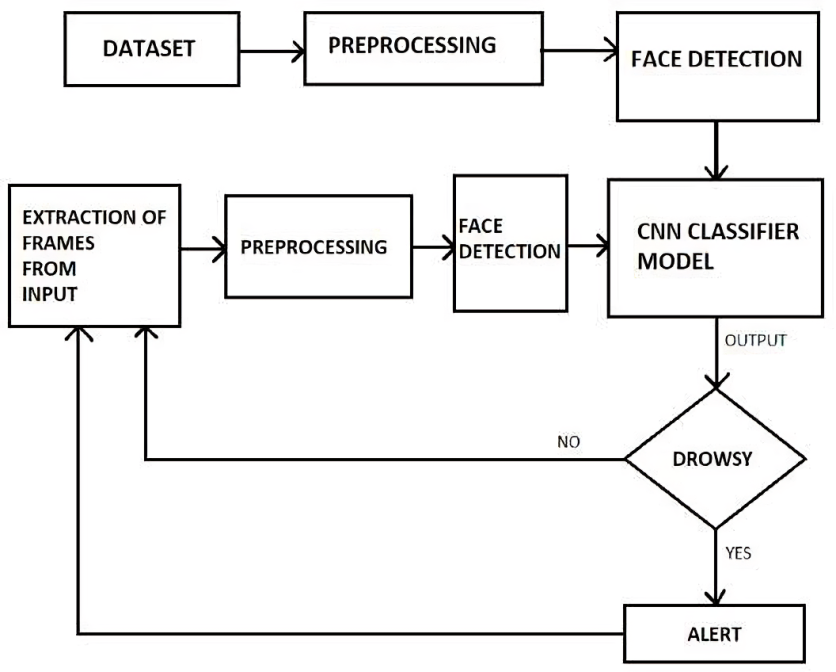 DATASET
PREPROCESSING
FACE DETECTION
EXTRACTION OF
FRAMES
FROM
INPUT
PREPROCESSING
FACE
DETECTION
CNN CLASSIFIER
MODEL
OUTPUT
NO
DROWSY
YES
ALERT